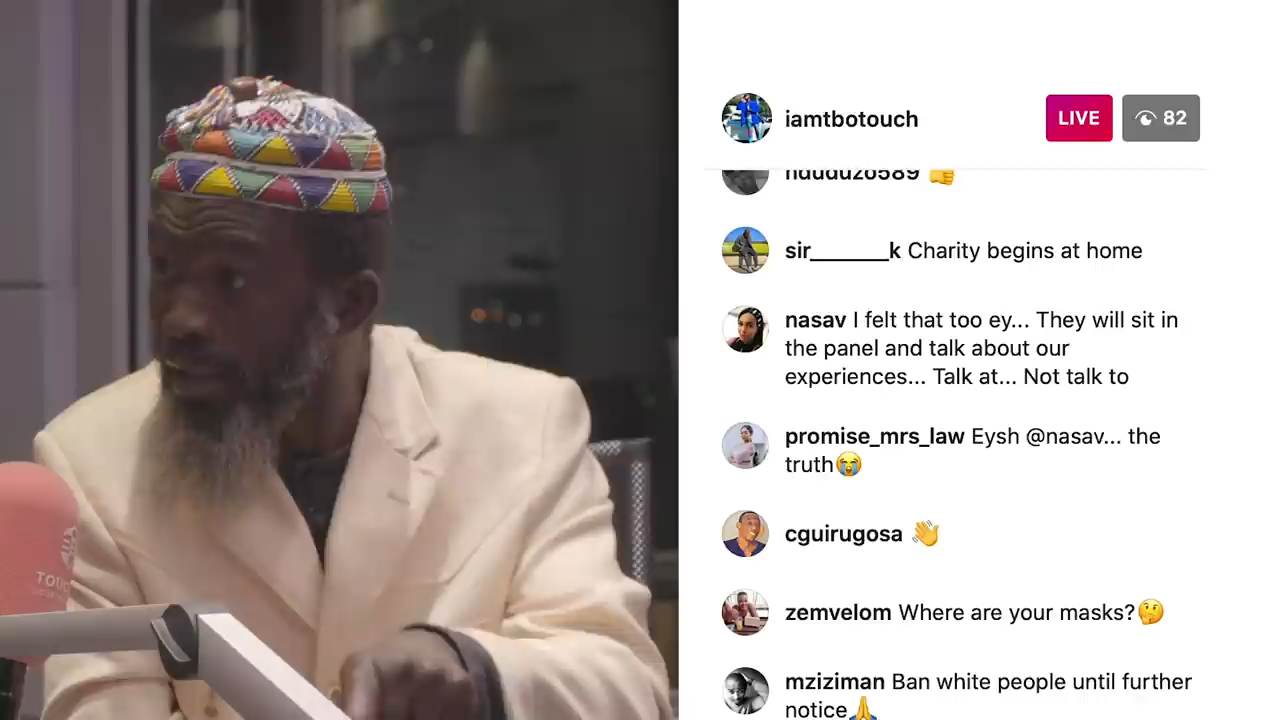 iamtbotouch
LIVE
82
nduduzo589 👍
sir_______k Charity begins at home
nasav I felt that too ey... They will sit in
the panel and talk about our
experiences... Talk at... Not talk to
promise_mrs_law Eysh @nasav... the
truth😭
cguirugosa 👋
zemvelom Where are your masks?🤔
mziziman Ban white people until further
notice🙏